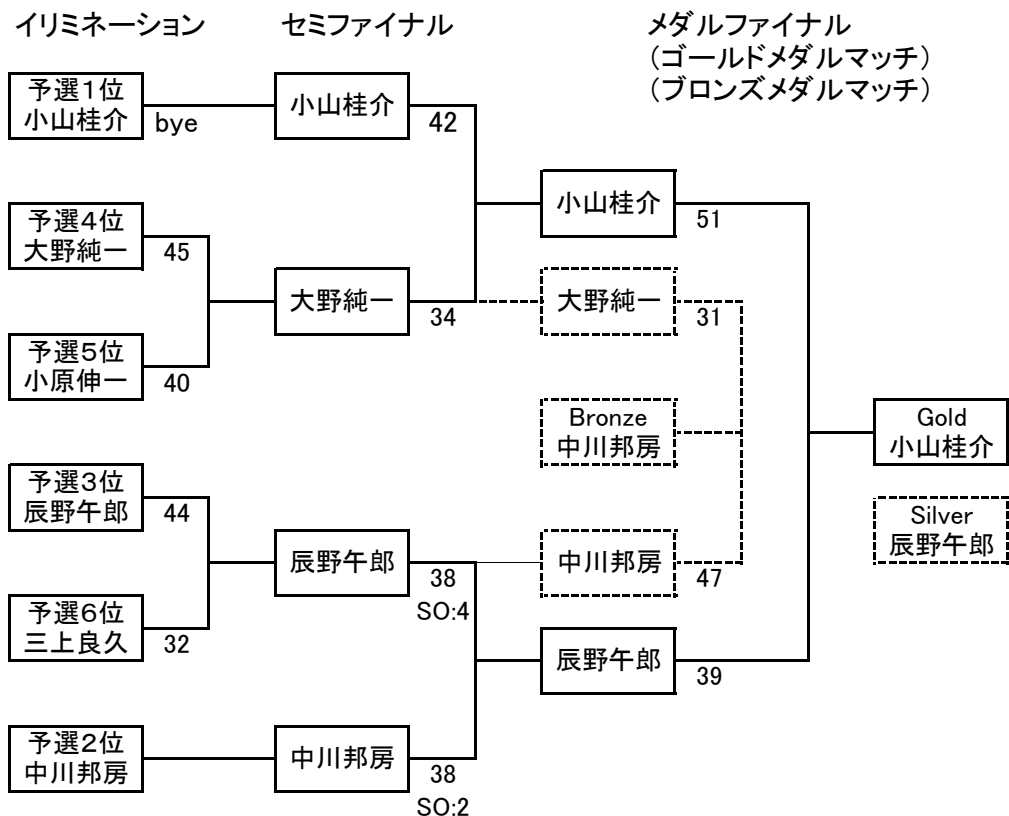 イリミネーション
セミファイナル
メダルファイナル
（ゴールドメダルマッチ）
（ブロンズメダルマッチ）
予選1位
小山桂介
bye
小山桂介
42
小山桂介
51
予選4位
大野純一
45
大野純一
34
大野純一
31
予選5位
小原伸一
40
Bronze
中川邦房
Gold
小山桂介
予選3位
辰野午郎
44
Silver
辰野午郎
辰野午郎
38
SO:4
中川邦房
47
予選6位
三上良久
32
辰野午郎
39
予選2位
中川邦房
中川邦房
38
SO:2